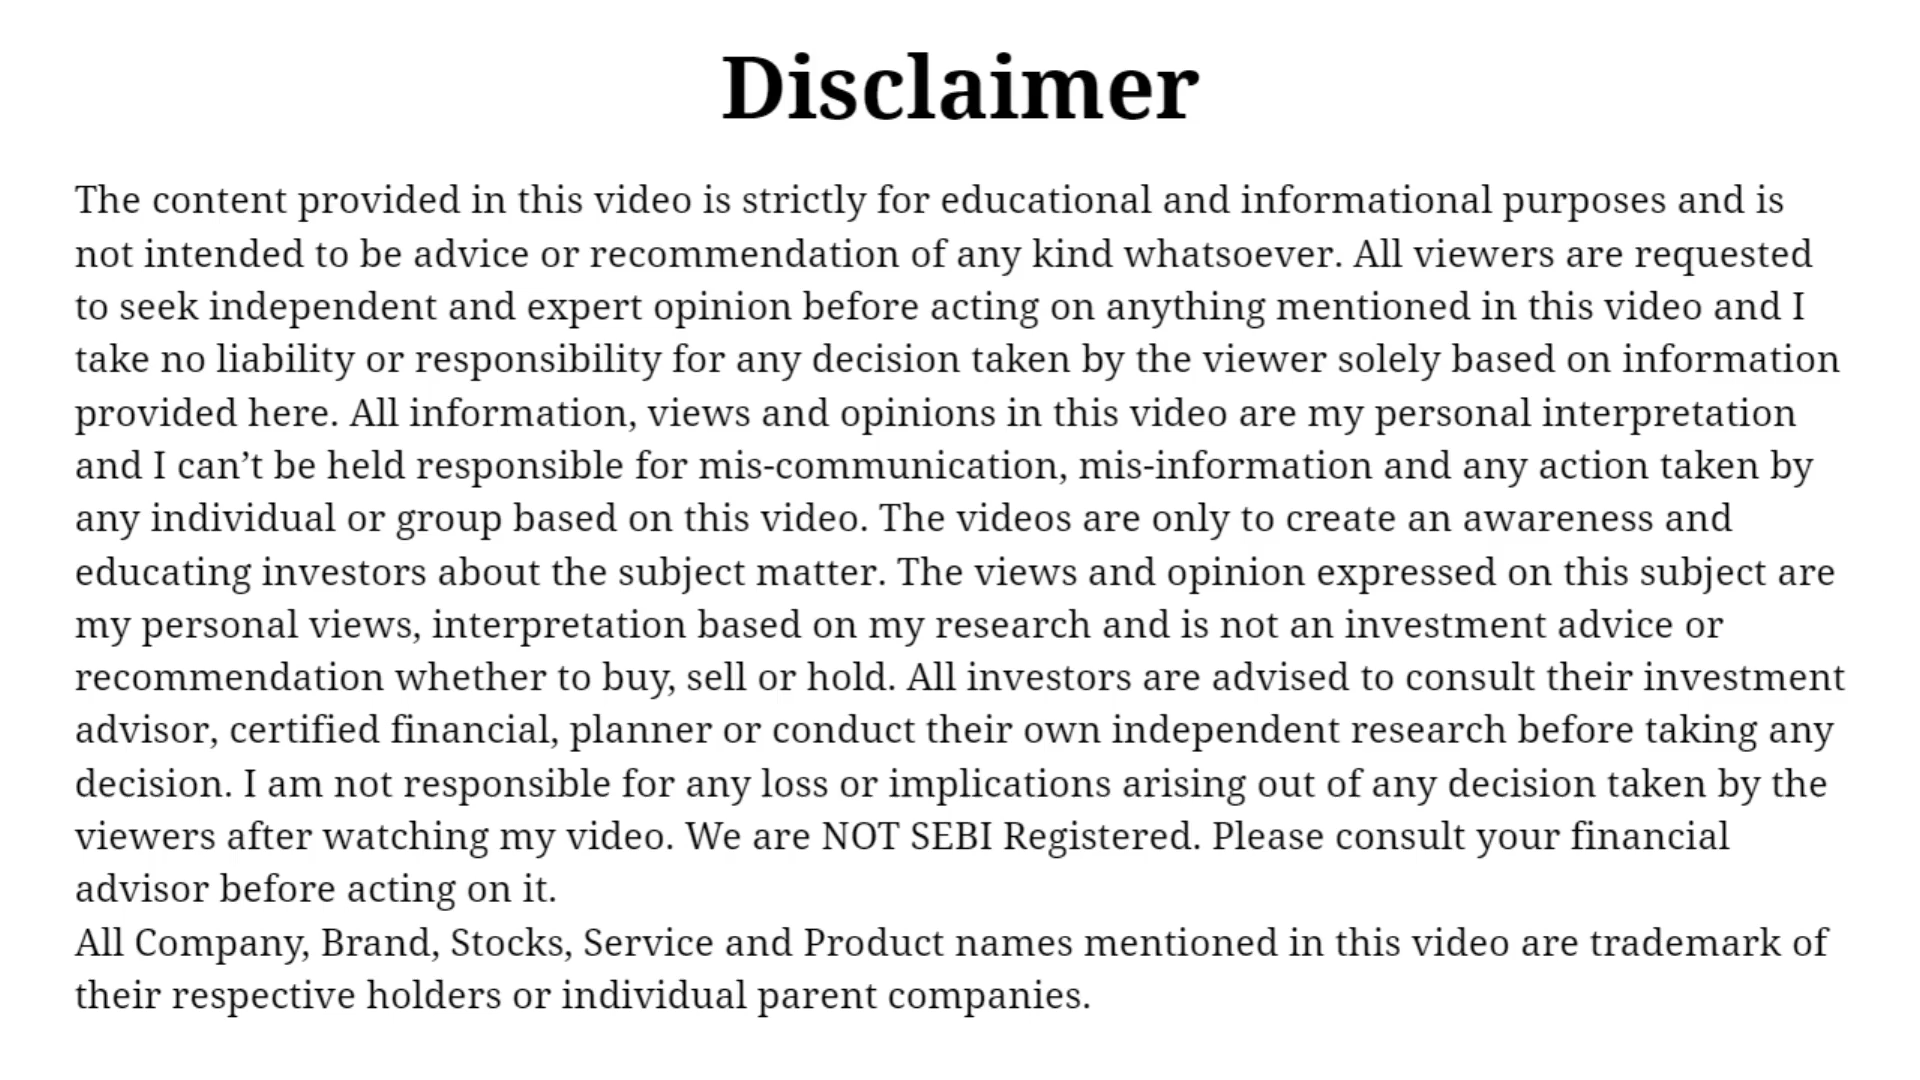 Disclaimer
The content provided in this video is strictly for educational and informational purposes and is
not intended to be advice or recommendation of any kind whatsoever. All viewers are requested
to seek independent and expert opinion before acting on anything mentioned in this video and I
take no liability or responsibility for any decision taken by the viewer solely based on information
provided here. All information, views and opinions in this video are my personal interpretation
and I can’t be held responsible for mis-communication, mis-information and any action taken by
any individual or group based on this video. The videos are only to create an awareness and
educating investors about the subject matter. The views and opinion expressed on this subject are
my personal views, interpretation based on my research and is not an investment advice or
recommendation whether to buy, sell or hold. All investors are advised to consult their investment
advisor, certified financial, planner or conduct their own independent research before taking any
decision. I am not responsible for any loss or implications arising out of any decision taken by the
viewers after watching my video. We are NOT SEBI Registered. Please consult your financial
advisor before acting on it.
All Company, Brand, Stocks, Service and Product names mentioned in this video are trademark of
their respective holders or individual parent companies.